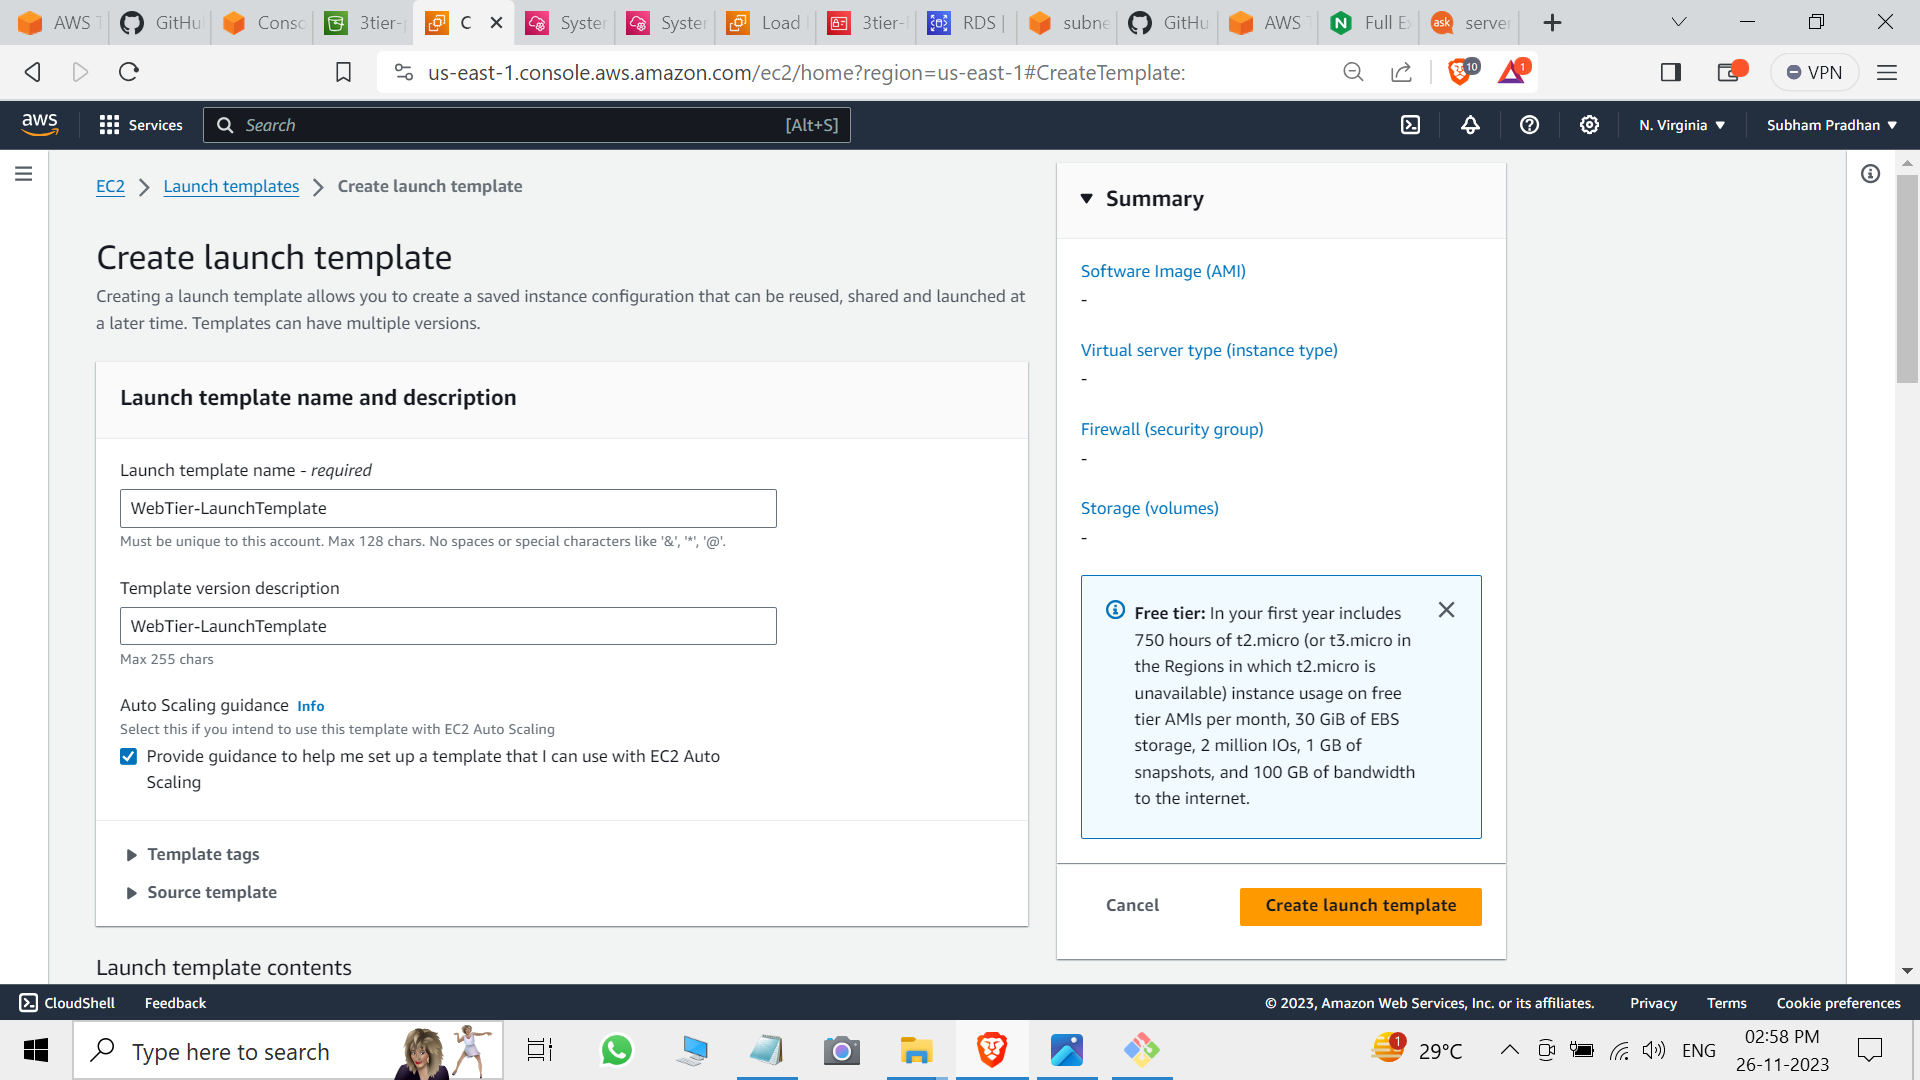 AWS T
GitHu
Conso
3tier-p
C
System
System
Load
3tier-
RDS |
subne
GitHu
AWS T
Full Ex
ask
server
us-east-1.console.aws.amazon.com/ec2/home?region=us-east-1#CreateTemplate:
10
1
VPN
aws
Services
Search
[Alt+S]
N. Virginia
Subham Pradhan
EC2
Launch templates
Create launch template
Create launch template
Creating a launch template allows you to create a saved instance configuration that can be reused, shared and launched at
a later time. Templates can have multiple versions.
Launch template name and description
Launch template name - required
WebTier-LaunchTemplate
Must be unique to this account. Max 128 chars. No spaces or special characters like '&', '*', '@'.
Template version description
WebTier-LaunchTemplate
Max 255 chars
Auto Scaling guidance Info
Select this if you intend to use this template with EC2 Auto Scaling
Provide guidance to help me set up a template that I can use with EC2 Auto
Scaling
Template tags
Source template
Launch template contents
Summary
Software Image (AMI)
-
Virtual server type (instance type)
-
Firewall (security group)
-
Storage (volumes)
-
Free tier: In your first year includes
750 hours of t2.micro (or t3.micro in
the Regions in which t2.micro is
unavailable) instance usage on free
tier AMIs per month, 30 GiB of EBS
storage, 2 million IOs, 1 GB of
snapshots, and 100 GB of bandwidth
to the internet.
Cancel
Create launch template
CloudShell
Feedback
© 2023, Amazon Web Services, Inc. or its affiliates.
Privacy
Terms
Cookie preferences
Type here to search
1
29°C
ENG
02:58 PM
26-11-2023